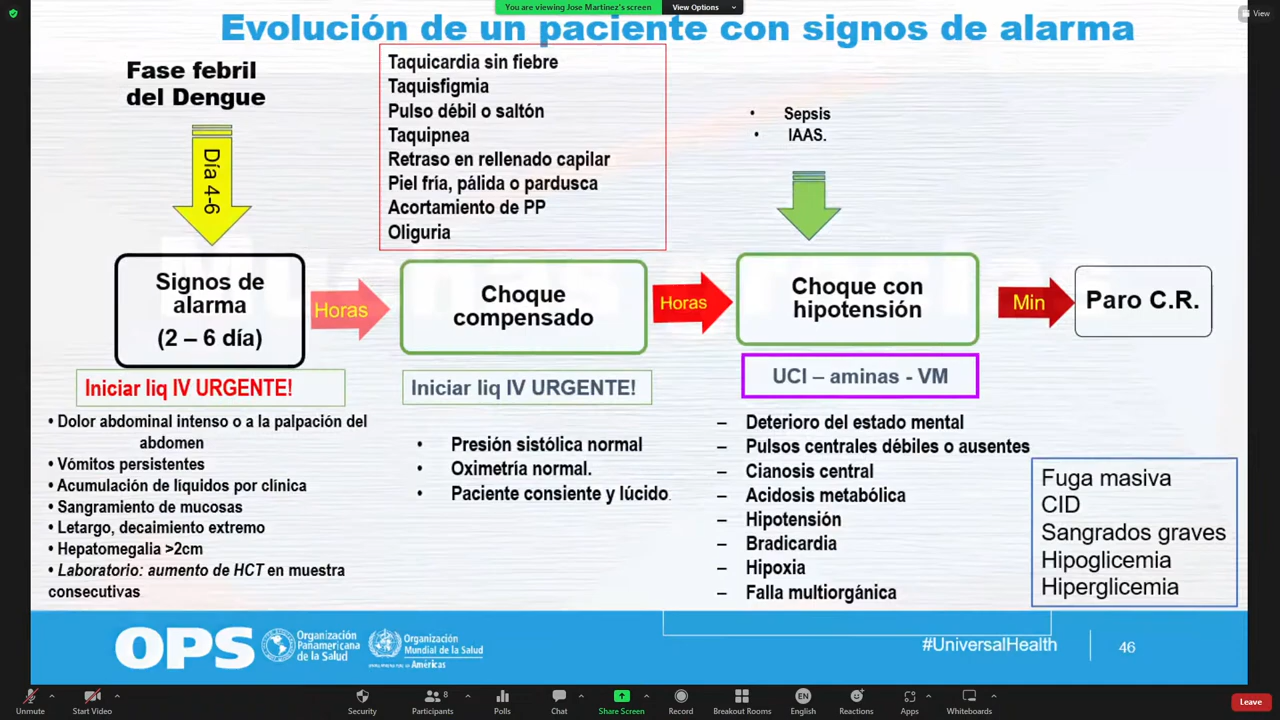 You are viewing Jose Martinez's screen
View Options
View
Evolución de un paciente con signos de alarma
Fase febril
del Dengue
Día 4-6
Taquicardia sin fiebre
Taquisfigmia
Pulso débil o saltón
Taquipnea
Retraso en rellenado capilar
Piel fría, pálida o pardusca
Acortamiento de PP
Oliguria
• Sepsis
• IAAS.
Signos de
alarma
(2 – 6 día)
Horas
Choque
compensado
Horas
Choque con
hipotensión
Min
Paro C.R.
Iniciar liq IV URGENTE!
• Dolor abdominal intenso o a la palpación del
abdomen
• Vómitos persistentes
• Acumulación de líquidos por clínica
• Sangramiento de mucosas
• Letargo, decaimiento extremo
• Hepatomegalia >2cm
• Laboratorio: aumento de HCT en muestra
consecutivas
Iniciar liq IV URGENTE!
• Presión sistólica normal
• Oximetría normal.
• Paciente consiente y lúcido.
UCI – aminas - VM
– Deterioro del estado mental
– Pulsos centrales débiles o ausentes
– Cianosis central
– Acidosis metabólica
– Hipotensión
– Bradicardia
– Hipoxia
– Falla multiorgánica
Fuga masiva
CID
Sangrados graves
Hipoglicemia
Hiperglicemia
OPS
Organización
Panamericana
de la Salud
Organización
Mundial de la Salud
Américas
#UniversalHealth
46
Unmute
Start Video
Security
8
Participants
Polls
Chat
Share Screen
Record
Breakout Rooms
EN
English
Reactions
Apps
Whiteboards
Leave